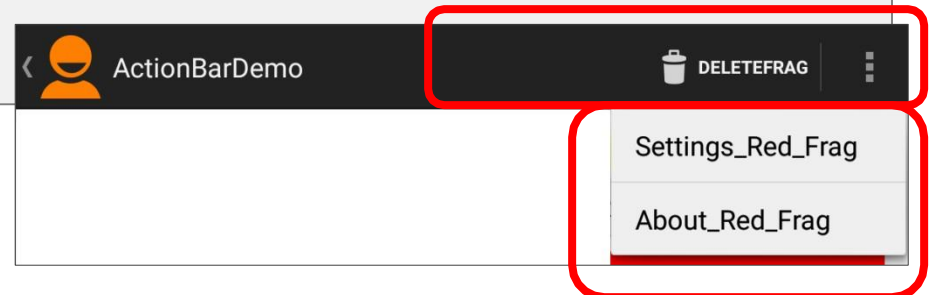 ActionBarDemo
DELETEFRAG
Settings_Red_Frag
About_Red_Frag